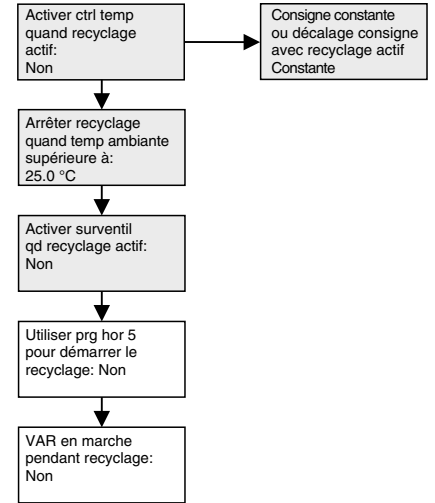 Activer ctrl temp
quand recyclage
actif:
Non
Consigne constante
ou décalage consigne
avec recyclage actif
Constante
Arrêter recyclage
quand temp ambiante
supérieure à:
25.0 °C
Activer surventil
qd recyclage actif:
Non
Utiliser prg hor 5
pour démarrer le
recyclage: Non
VAR en marche
pendant recyclage:
Non